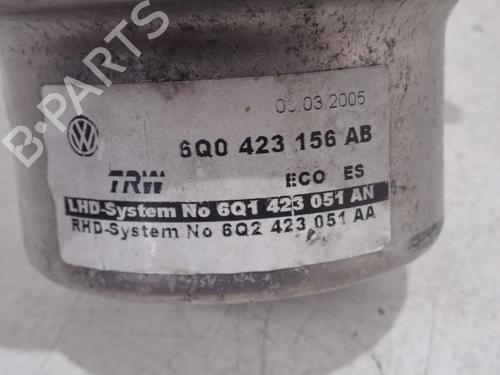 B-Parts
03.2005
6Q0 423 156 AB
TRW
ECO ES
LHD-System No 6Q1 423 051 AN
RHD-System No 6Q2 423 051 AA